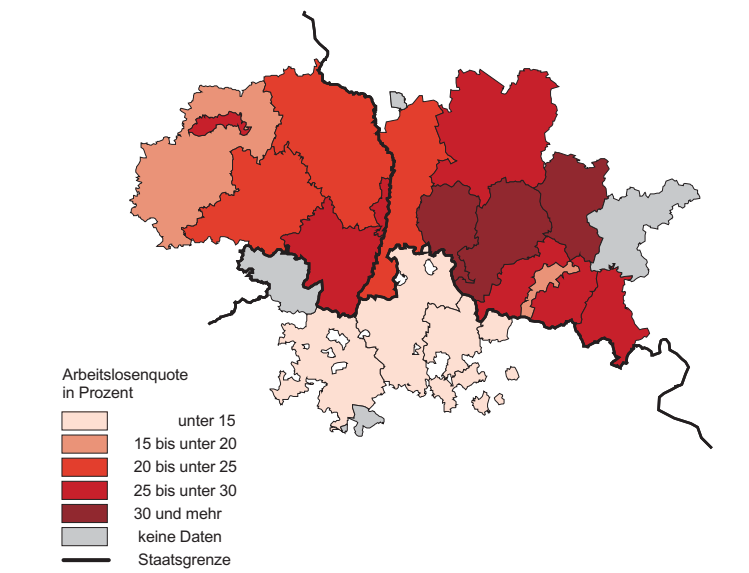 Arbeitslosenquote
in Prozent
unter 15
15 bis unter 20
20 bis unter 25
25 bis unter 30
30 und mehr
keine Daten
Staatsgrenze